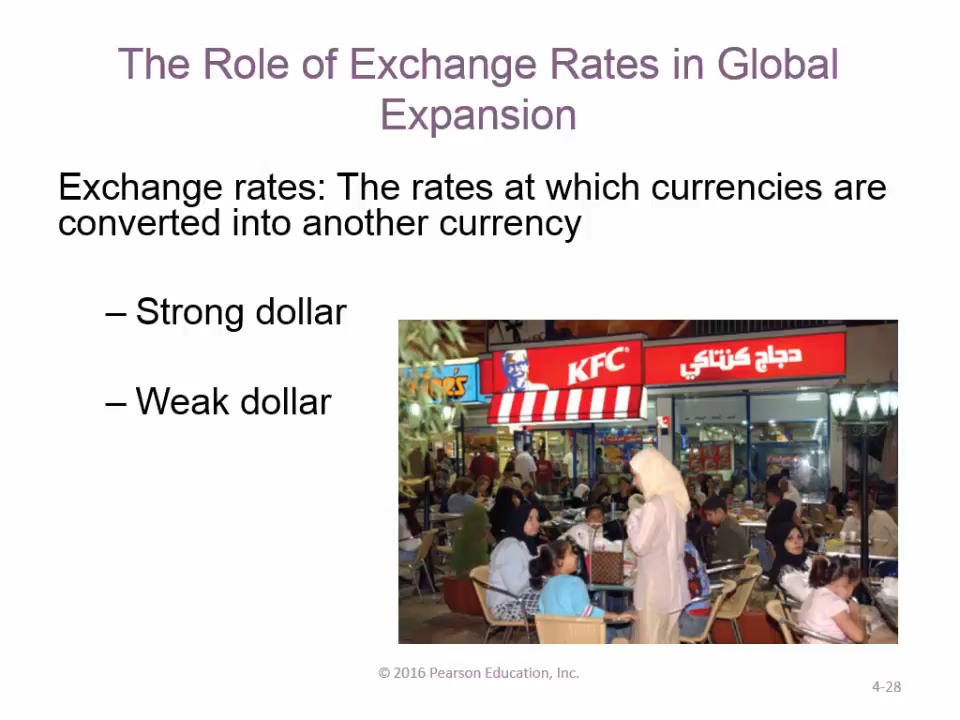 The Role of Exchange Rates in Global
Expansion
Exchange rates: The rates at which currencies are
converted into another currency
– Strong dollar
– Weak dollar
KFC
دجاج كنتاكي
© 2016 Pearson Education, Inc.
4-28